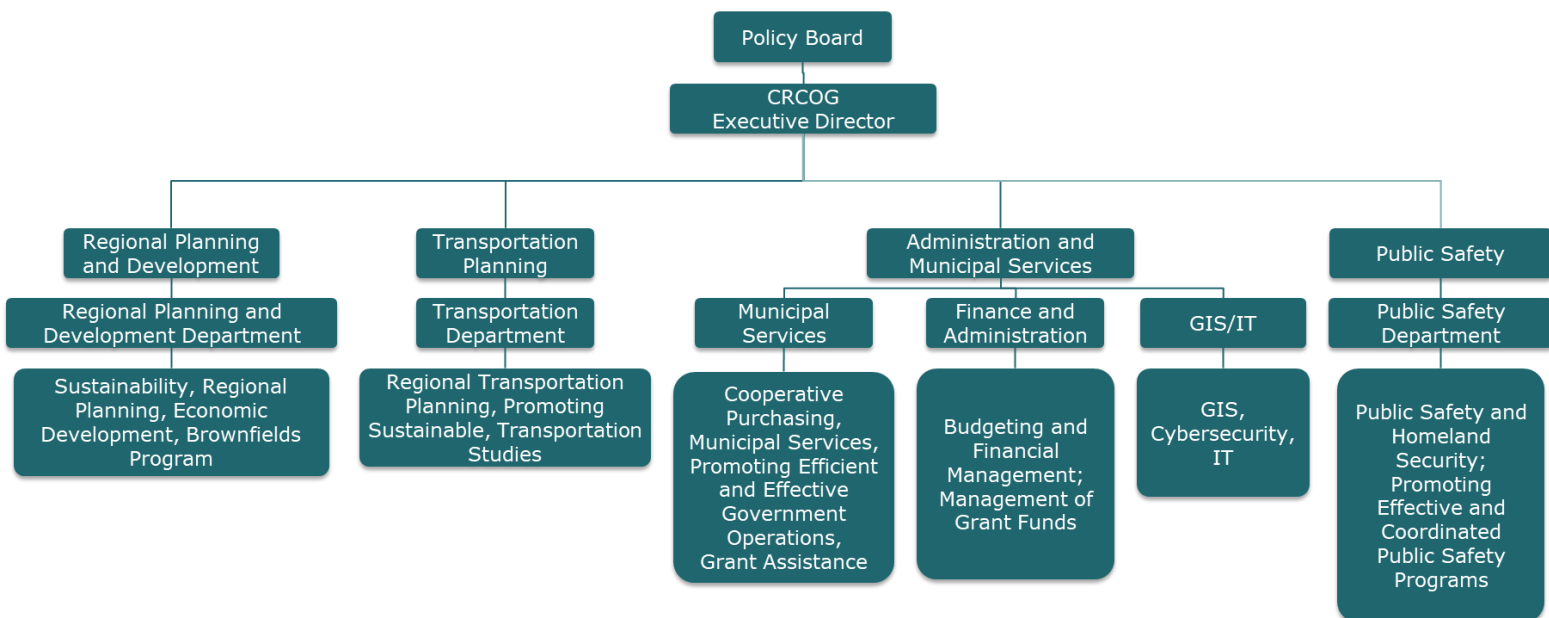 Policy Board
CRCOG
Executive Director
Regional Planning
and Development
Transportation
Planning
Administration and
Municipal Services
Public Safety
Regional Planning and
Development Department
Transportation
Department
Municipal
Services
Finance and
Administration
GIS/IT
Public Safety
Department
Sustainability, Regional
Planning, Economic
Development, Brownfields
Program
Regional Transportation
Planning, Promoting
Sustainable, Transportation
Studies
Cooperative
Purchasing,
Municipal Services,
Promoting Efficient
and Effective
Government
Operations,
Grant Assistance
Budgeting and
Financial
Management;
Management of
Grant Funds
GIS,
Cybersecurity,
IT
Public Safety and
Homeland
Security;
Promoting
Effective and
Coordinated
Public Safety
Programs